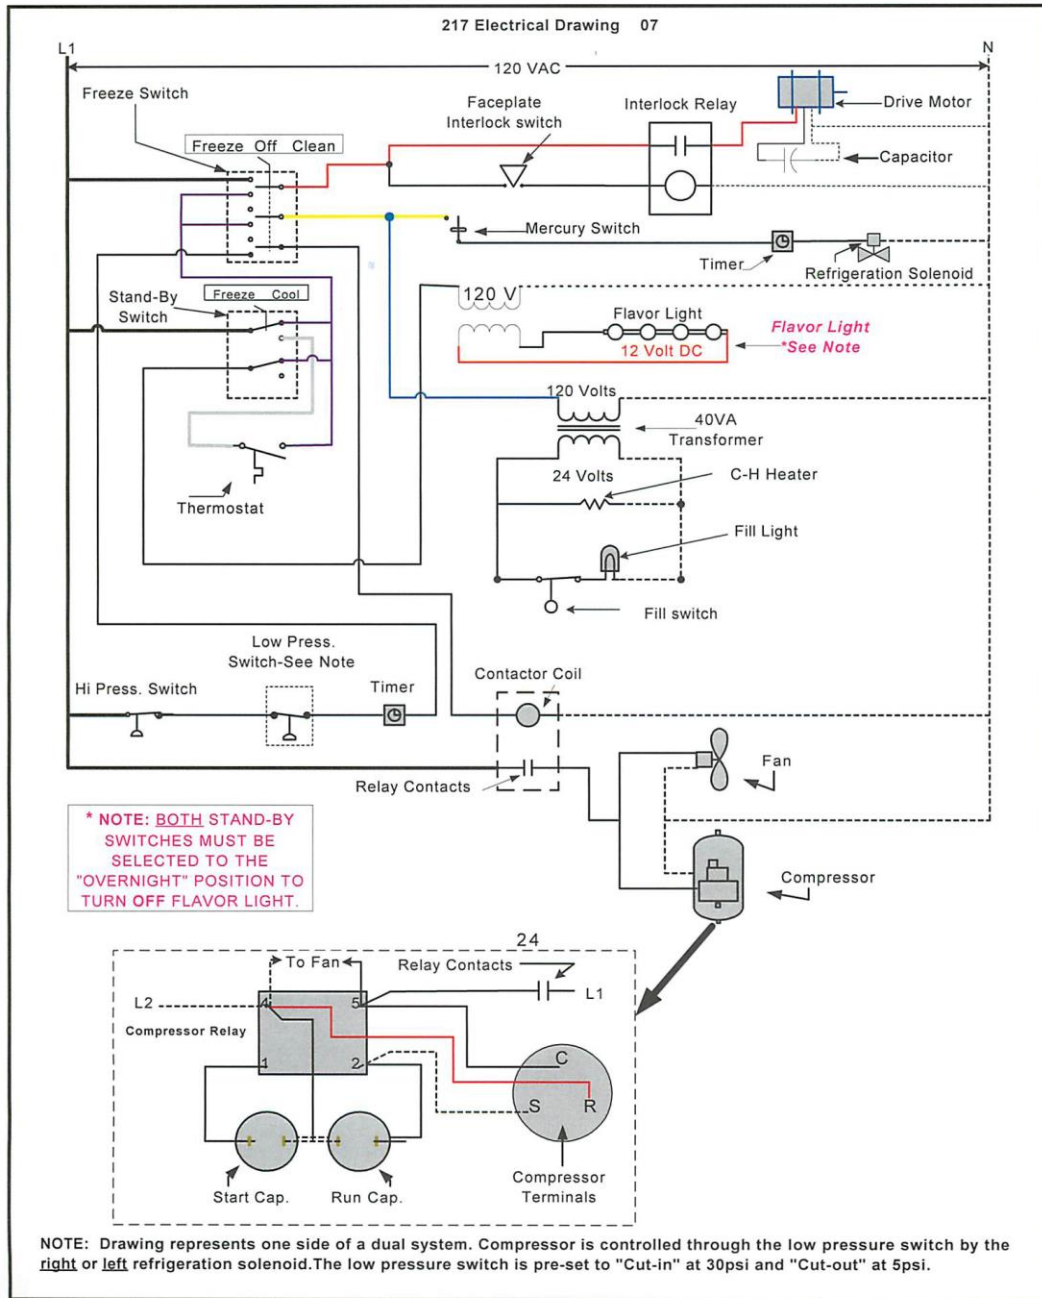 217 Electrical Drawing 07
L1
N
120 VAC
Freeze Switch
Faceplate
Interlock switch
Interlock Relay
Drive Motor
Freeze Off Clean
Capacitor
Mercury Switch
Timer
Refrigeration Solenoid
Stand-By
Switch
Freeze Cool
120 V
Flavor Light
12 Volt DC
Flavor Light
*See Note
120 Volts
40VA
Transformer
24 Volts
C-H Heater
Thermostat
Fill Light
Fill switch
Low Press.
Switch-See Note
Hi Press. Switch
Timer
Contactor Coil
Relay Contacts
Fan
* NOTE: BOTH STAND-BY
SWITCHES MUST BE
SELECTED TO THE
"OVERNIGHT" POSITION TO
TURN OFF FLAVOR LIGHT.
Compressor
24
To Fan
Relay Contacts
L1
L2
4
5
Compressor Relay
1
2
C
S
R
Start Cap.
Run Cap.
Compressor
Terminals
NOTE: Drawing represents one side of a dual system. Compressor is controlled through the low pressure switch by the
right or left refrigeration solenoid.The low pressure switch is pre-set to "Cut-in" at 30psi and "Cut-out" at 5psi.